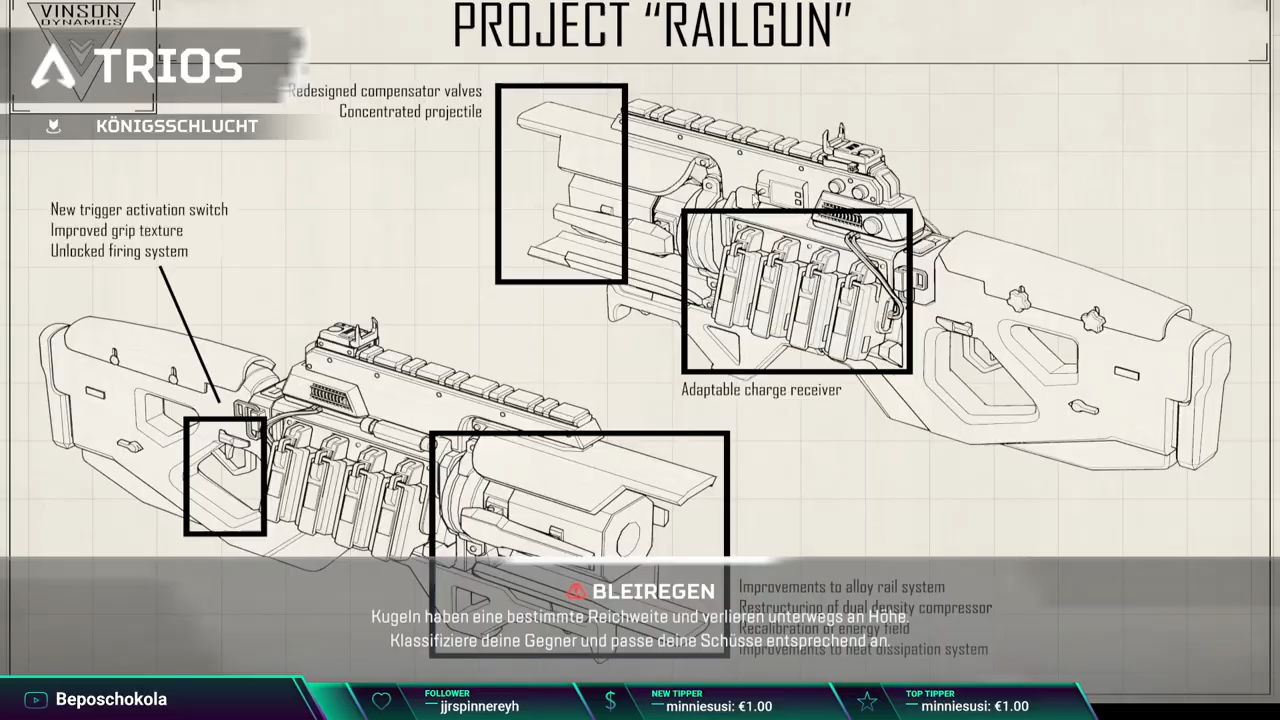 VINSON
DYNAMICS
PROJECT “RAILGUN”
TRIOS
KÖNIGSSCHLUCHT
Redesigned compensator valves
Concentrated projectile
New trigger activation switch
Improved grip texture
Unlocked firing system
Adaptable charge receiver
Improvements to alloy rail system
Restructuring of dual density compressor
Recalibration of energy field
Improvements to heat dissipation system
BLEIREGEN
Kugeln haben eine bestimmte Reichweite und verlieren unterwegs an Höhe.
Klassifiziere deine Gegner und passe deine Schüsse entsprechend an.
Beposchokola
FOLLOWER
jjrspinnereyh
$
NEW TIPPER
minniesusi: €1.00
TOP TIPPER
minniesusi: €1.00